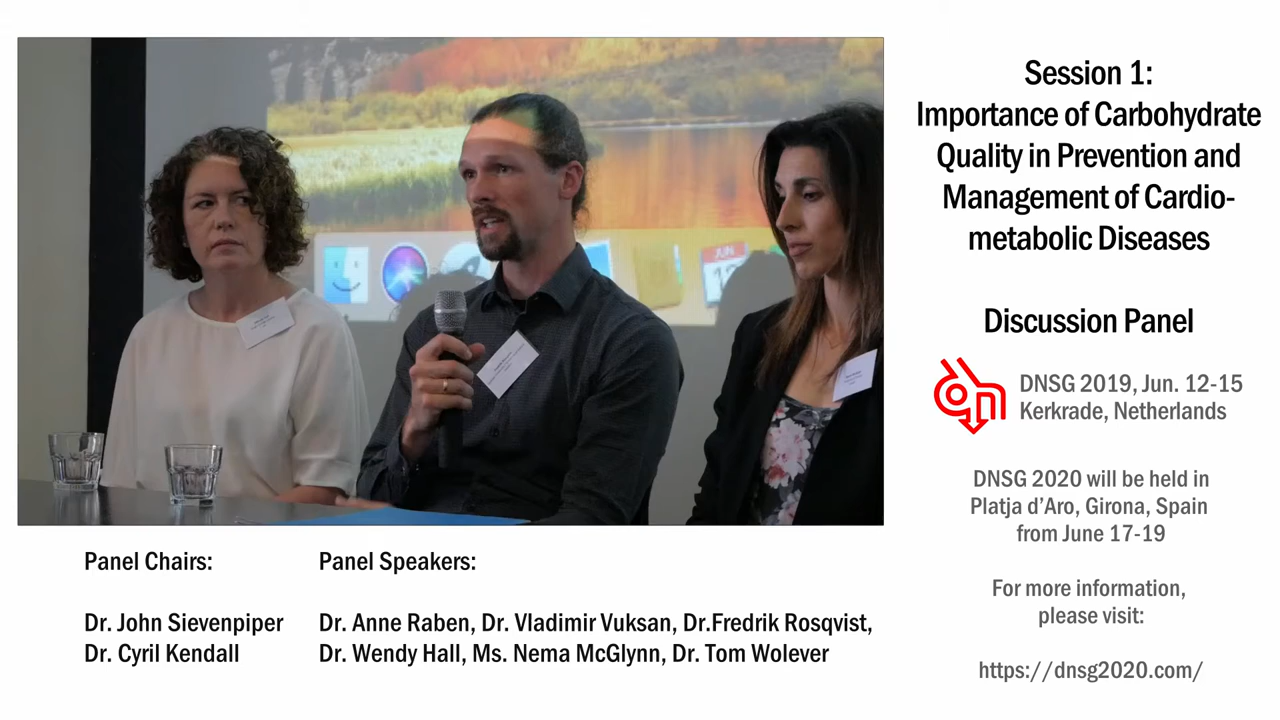 Session 1:
Importance of Carbohydrate
Quality in Prevention and
Management of Cardio-
metabolic Diseases
Discussion Panel
DNSG 2019, Jun. 12-15
Kerkrade, Netherlands
DNSG 2020 will be held in
Platja d’Aro, Girona, Spain
from June 17-19
For more information,
please visit:
https://dnsg2020.com/
JUN
Panel Chairs:
Dr. John Sievenpiper
Dr. Cyril Kendall
Panel Speakers:
Dr. Anne Raben, Dr. Vladimir Vuksan, Dr.Fredrik Rosqvist,
Dr. Wendy Hall, Ms. Nema McGlynn, Dr. Tom Wolever